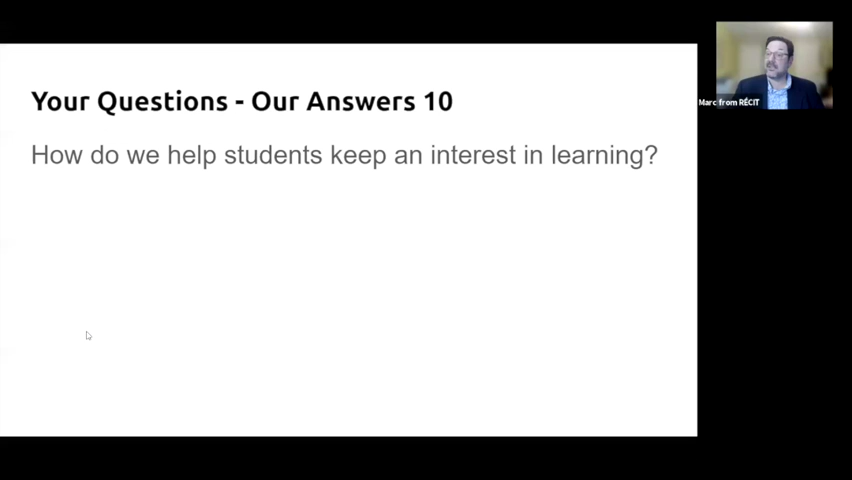 Your Questions - Our Answers 10
How do we help students keep an interest in learning?
Marc from RÉCIT